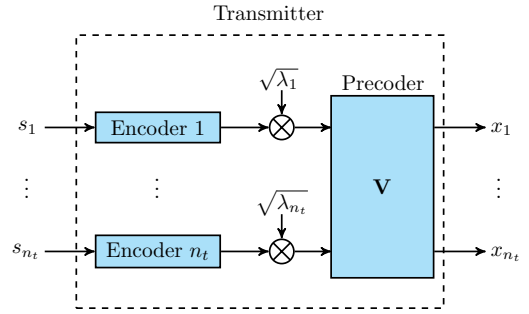 Transmitter
√λ₁ Precoder
s₁ Encoder 1 x₁
⋮ ⋮ V ⋮
√λₙₜ
sₙₜ Encoder nₜ xₙₜ